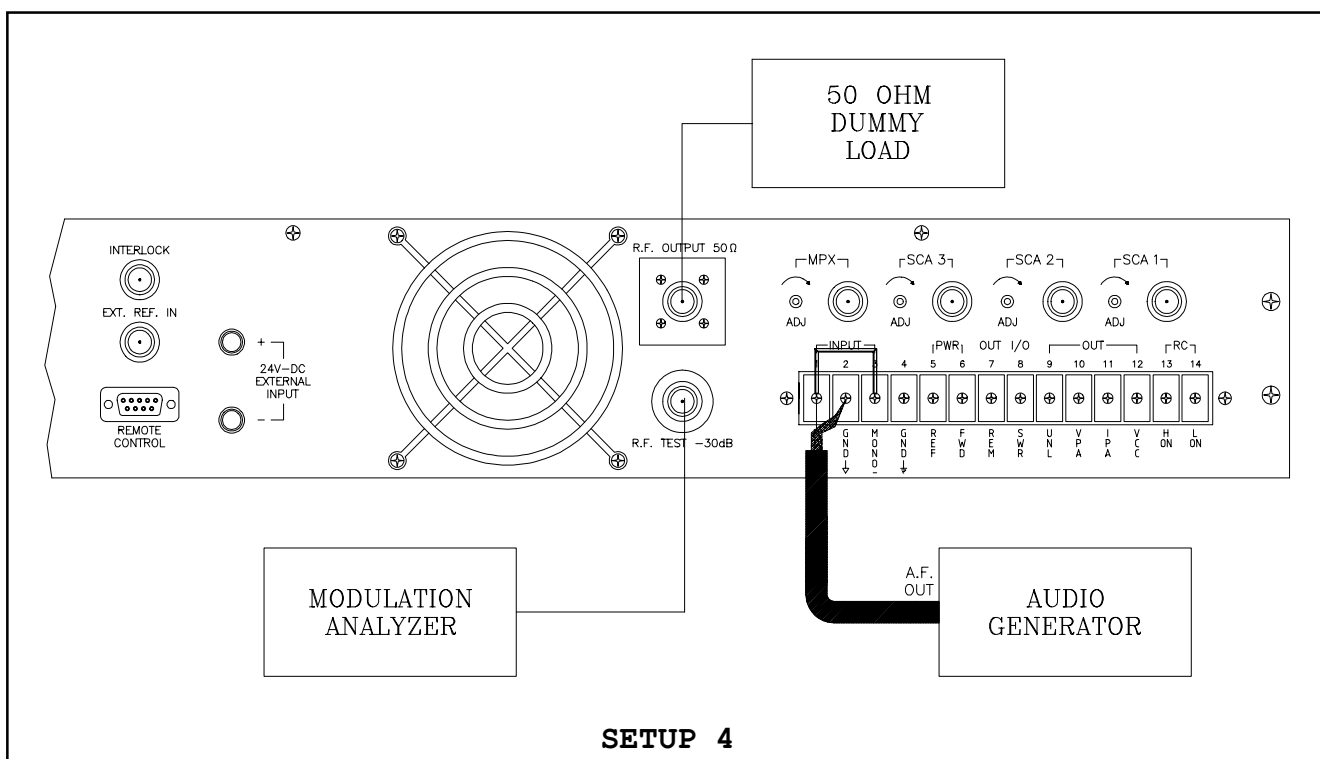 50 OHM
DUMMY
LOAD
INTERLOCK
EXT. REF. IN
+
24V-DC
EXTERNAL
INPUT
-
REMOTE
CONTROL
R.F. OUTPUT 50Ω
R.F. TEST -30dB
MPX
SCA 3
SCA 2
SCA 1
ADJ
ADJ
ADJ
ADJ
INPUT
PWR
OUT I/O
OUT
RC
2 4 5 6 7 8 9 10 11 12 13 14
GND
MONO-
GND
REF
FWD
REM
SWR
UNL
VPA
IPA
VCC
H ON
L ON
MODULATION
ANALYZER
A.F.
OUT
AUDIO
GENERATOR
SETUP 4